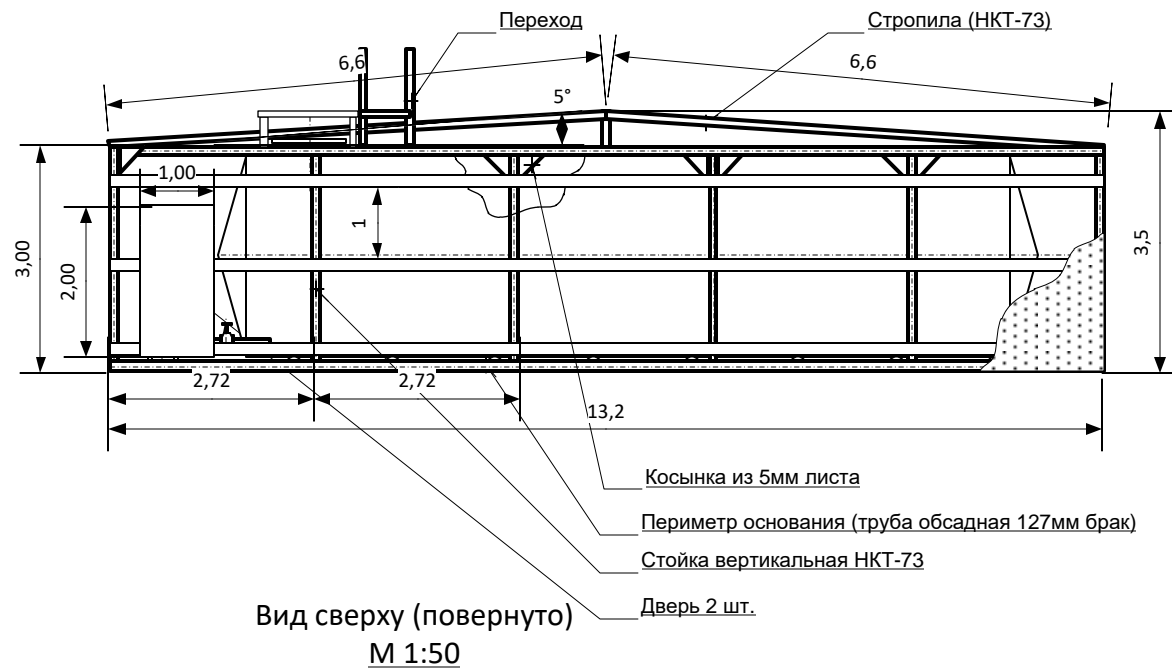 Переход
Стропила (НКТ-73)
6,6
6,6
5°
1,00
3,00
2,00
1
3,5
2,72
2,72
13,2
Косынка из 5мм листа
Периметр основания (труба обсадная 127мм брак)
Стойка вертикальная НКТ-73
Дверь 2 шт.
Вид сверху (повернуто)
М 1:50